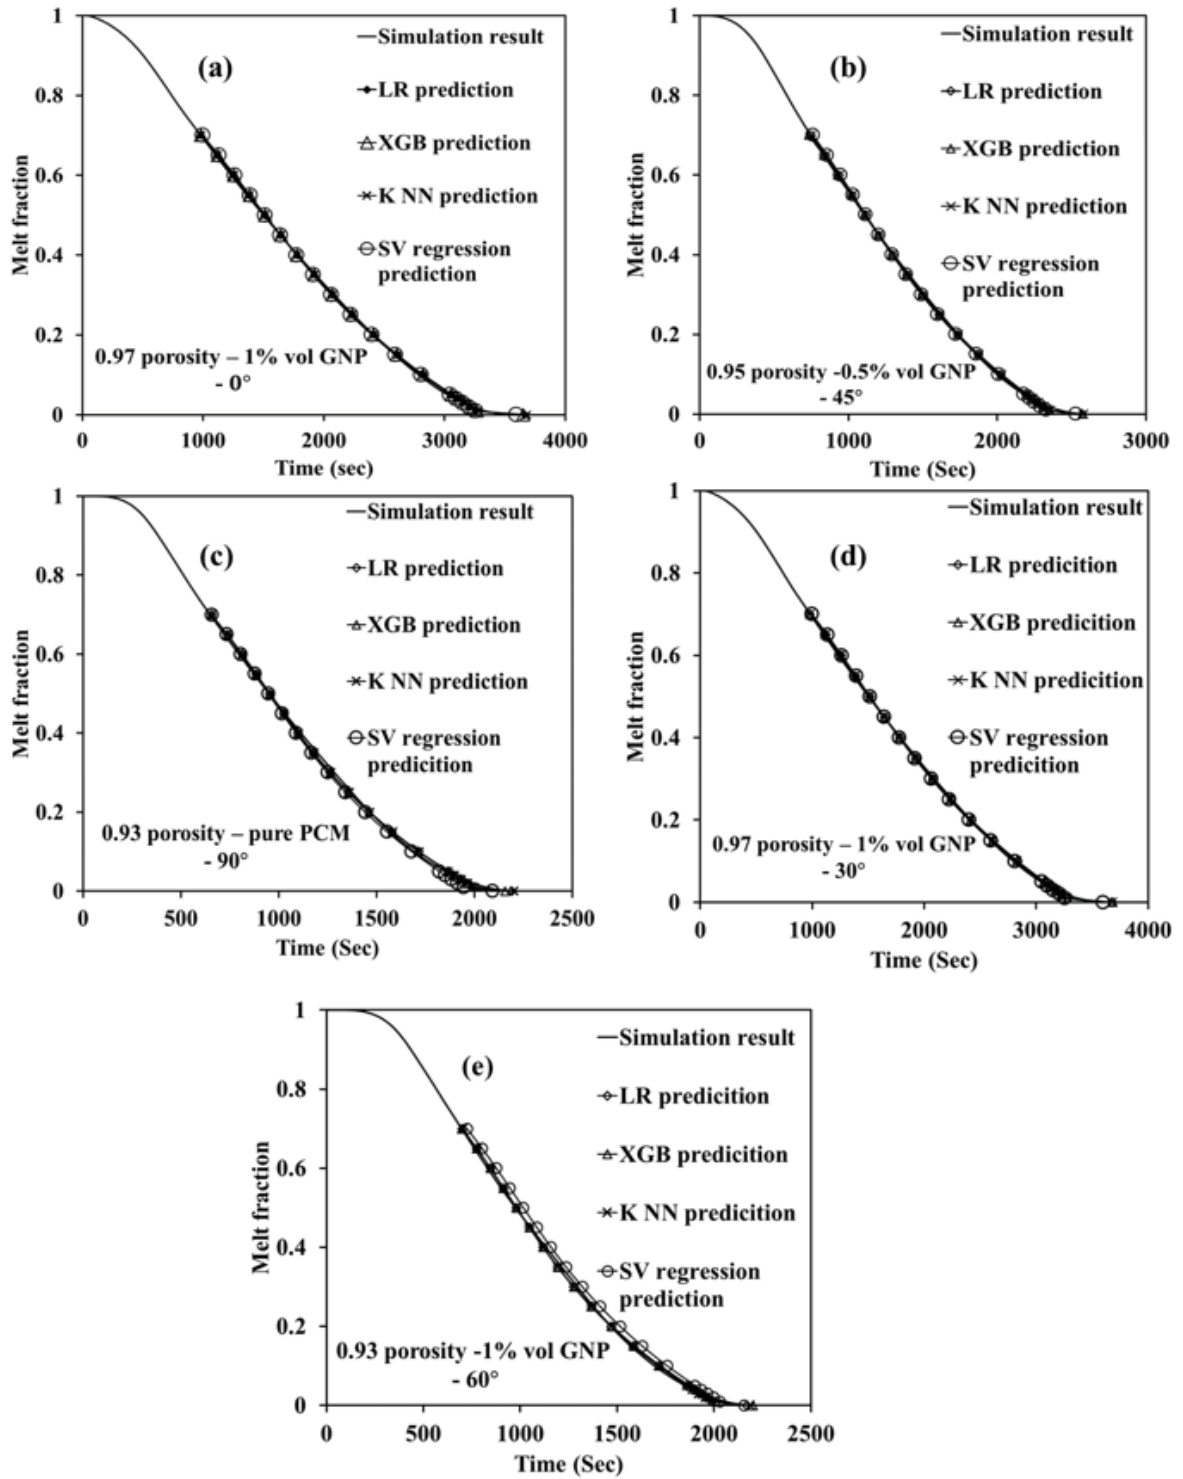 1
0.8
0.6
0.4
0.2
0
Melt fraction
(a)
Simulation result
LR prediction
XGB prediction
K NN prediction
SV regression
prediction
0.97 porosity – 1% vol GNP
- 0°
0 1000 2000 3000 4000
Time (sec)
1
0.8
0.6
0.4
0.2
0
Melt fraction
(b)
Simulation result
LR prediction
XGB prediction
K NN prediction
SV regression
prediction
0.95 porosity -0.5% vol GNP
- 45°
0 1000 2000 3000
Time (Sec)
1
0.8
0.6
0.4
0.2
0
Melt fraction
(c)
Simulation result
LR prediction
XGB prediction
K NN prediction
SV regression
predicition
0.93 porosity – pure PCM
- 90°
0 500 1000 1500 2000 2500
Time (Sec)
1
0.8
0.6
0.4
0.2
0
Melt fraction
(d)
Simulation result
LR predicition
XGB predicition
K NN predicition
SV regression
predicition
0.97 porosity – 1% vol GNP
- 30°
0 1000 2000 3000 4000
Time (Sec)
1
0.8
0.6
0.4
0.2
0
Melt fraction
(e)
Simulation result
LR predicition
XGB predicition
K NN predicition
SV regression
prediction
0.93 porosity -1% vol GNP
- 60°
0 500 1000 1500 2000 2500
Time (Sec)